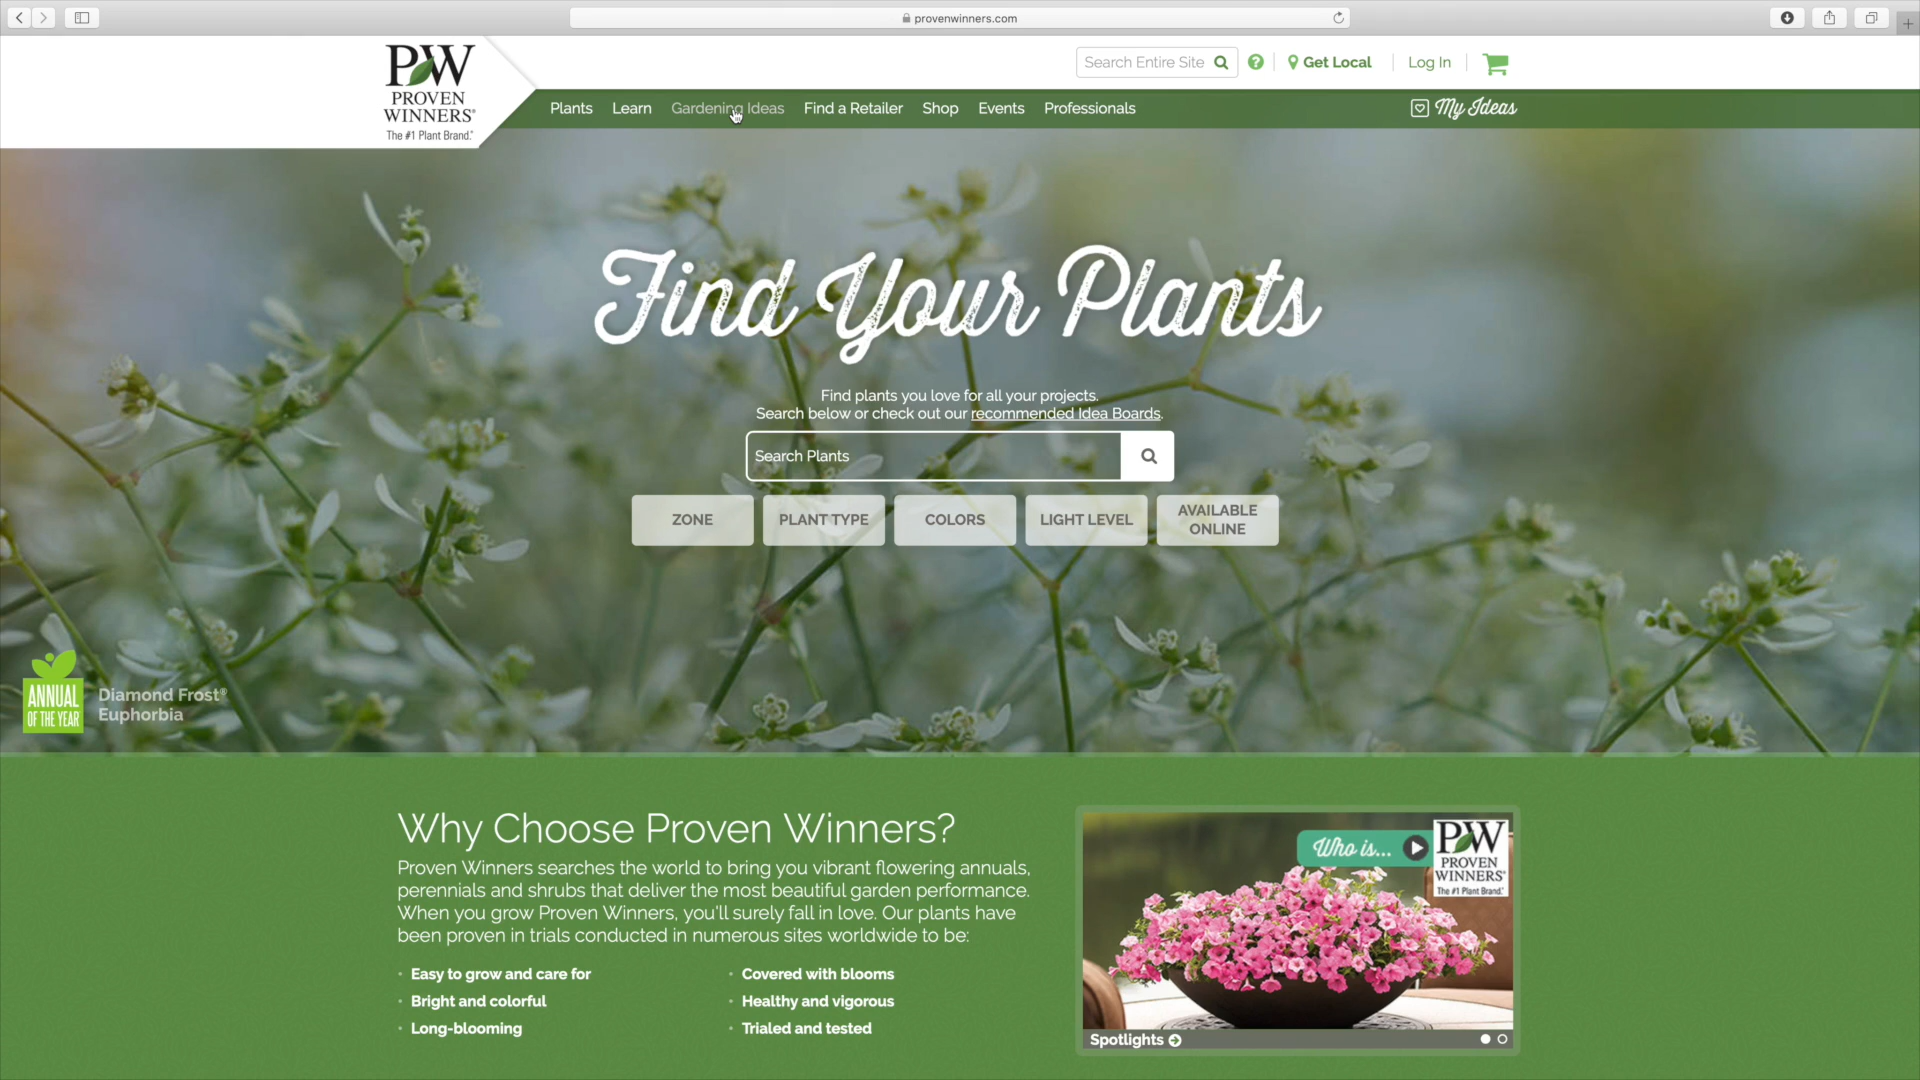 provenwinners.com
PW
PROVEN
WINNERS®
The #1 Plant Brand.™
Search Entire Site
?
Get Local
Log In
Plants
Learn
Gardening Ideas
Find a Retailer
Shop
Events
Professionals
My Ideas
Find Your Plants
Find plants you love for all your projects.
Search below or check out our recommended Idea Boards.
Search Plants
ZONE
PLANT TYPE
COLORS
LIGHT LEVEL
AVAILABLE
ONLINE
ANNUAL
OF THE YEAR
Diamond Frost®
Euphorbia
Why Choose Proven Winners?
Proven Winners searches the world to bring you vibrant flowering annuals,
perennials and shrubs that deliver the most beautiful garden performance.
When you grow Proven Winners, you'll surely fall in love. Our plants have
been proven in trials conducted in numerous sites worldwide to be:
• Easy to grow and care for
• Bright and colorful
• Long-blooming
• Covered with blooms
• Healthy and vigorous
• Trialed and tested
Who is...
PW
PROVEN
WINNERS®
The #1 Plant Brand.™
Spotlights